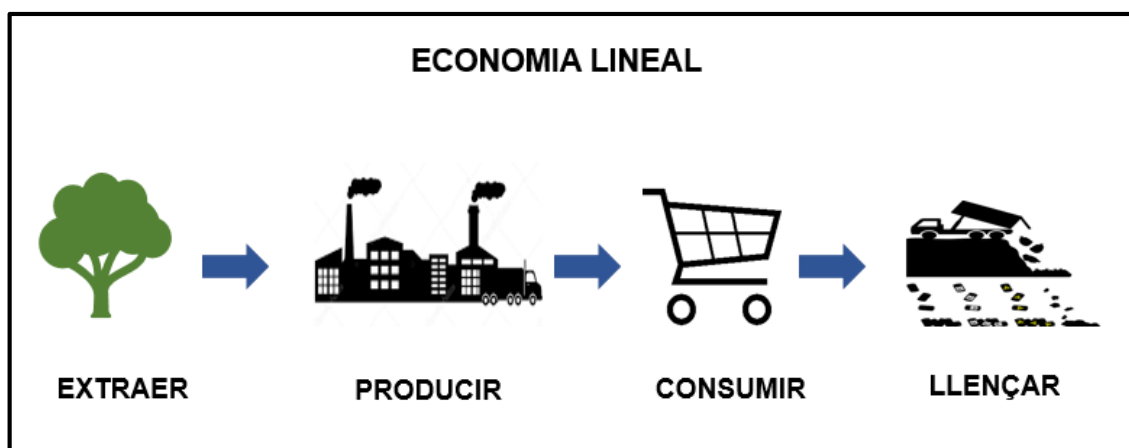 ECONOMIA LINEAL
EXTRAER
PRODUCIR
CONSUMIR
LLENÇAR